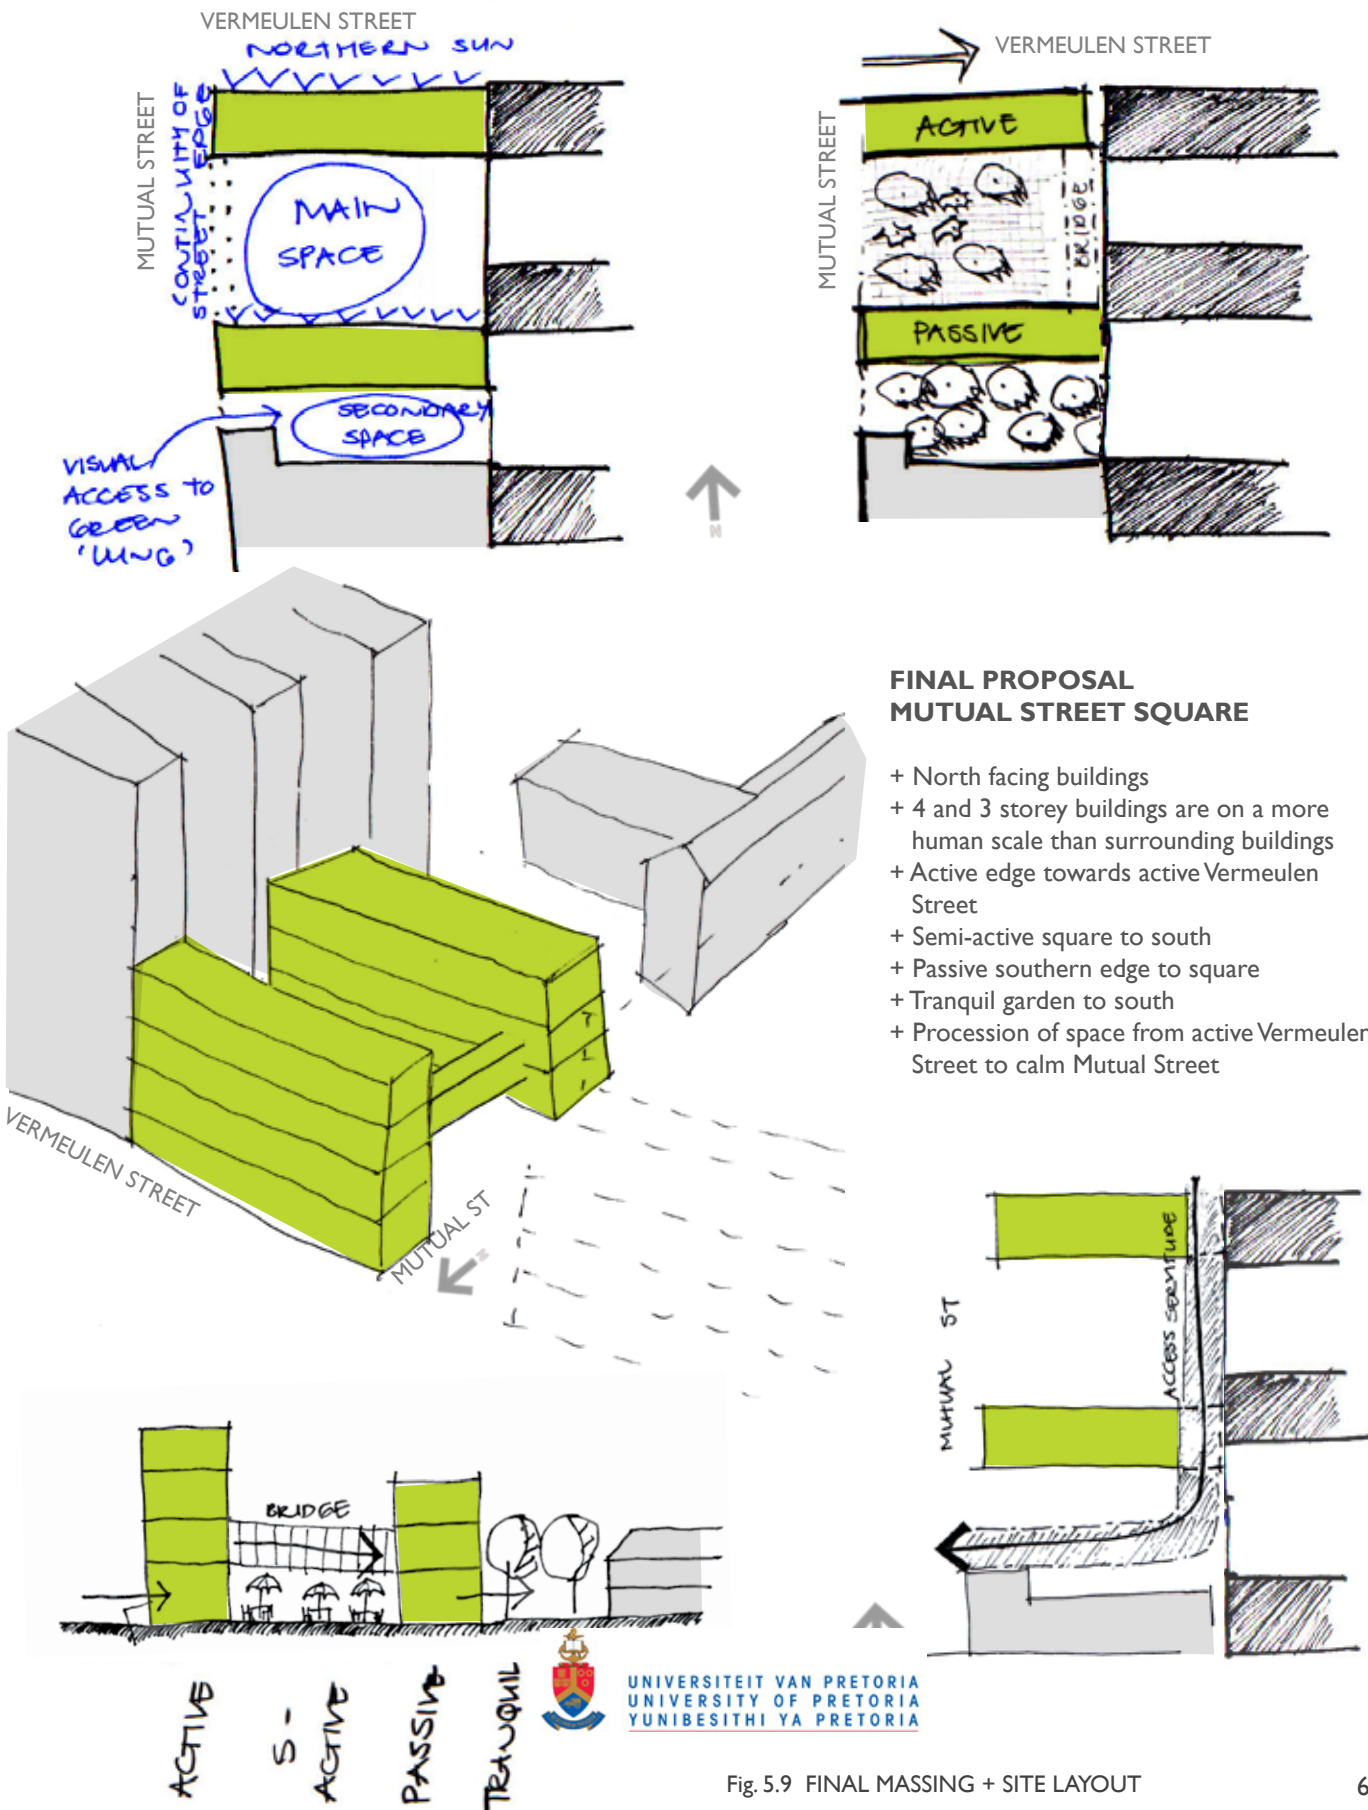 VERMEULEN STREET
NORTHERN SUN
MUTUAL STREET
CONTINUITY OF
STREET EDGE
MAIN
SPACE
SECONDARY
SPACE
VISUAL
ACCESS TO
GREEN
'LUNG'
N
VERMEULEN STREET
MUTUAL STREET
ACTIVE
BRIDGE
PASSIVE
FINAL PROPOSAL
MUTUAL STREET SQUARE
+ North facing buildings
+ 4 and 3 storey buildings are on a more
human scale than surrounding buildings
+ Active edge towards active Vermeulen
Street
+ Semi-active square to south
+ Passive southern edge to square
+ Tranquil garden to south
+ Procession of space from active Vermeulen
Street to calm Mutual Street
VERMEULEN STREET
MUTUAL ST
N
MUTUAL ST
ACCESS SERVITUDE
BRIDGE
ACTIVE
S-
ACTIVE
PASSIVE
TRANQUIL
UNIVERSITEIT VAN PRETORIA
UNIVERSITY OF PRETORIA
YUNIBESITHI YA PRETORIA
Fig. 5.9 FINAL MASSING + SITE LAYOUT
6